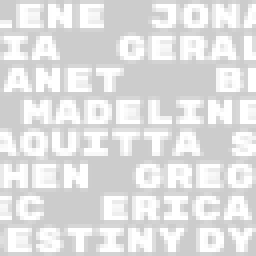 LENE JONA
IA GERAL
ANET B
MADELINE
AQUITTA S
HEN GREG
EC ERICA
ESTINY DY